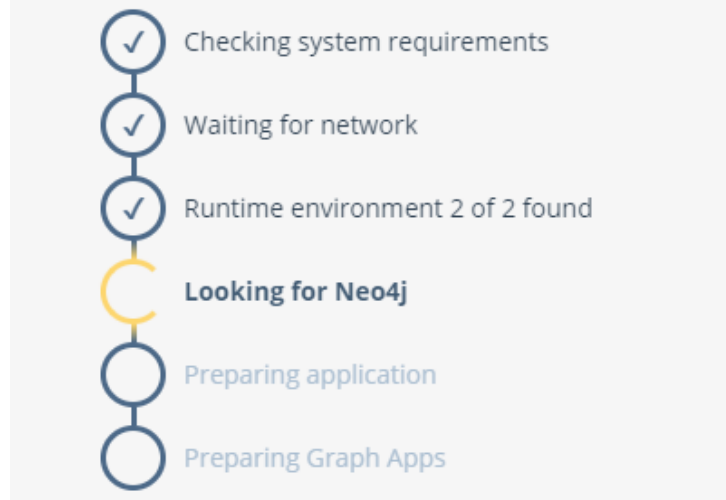 Checking system requirements
Waiting for network
Runtime environment 2 of 2 found
Looking for Neo4j
Preparing application
Preparing Graph Apps